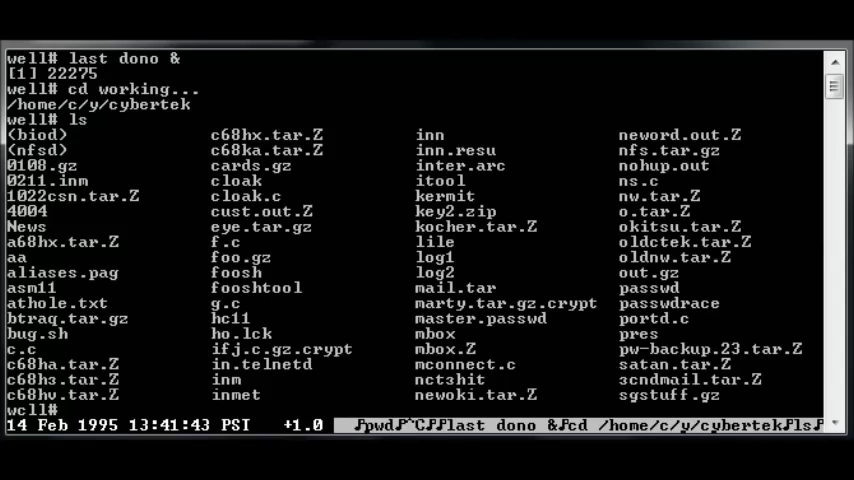 well# last dono &
[1] 22275
well# cd working...
/home/c/y/cybertek
well# ls
(biod) c68hx.tar.Z inn neword.out.Z
(nfsd) c68ka.tar.Z inn.resu nfs.tar.gz
0108.gz cards.gz inter.arc nohup.out
0211.inm cloak itool ns.c
1022csn.tar.Z cloak.c kermit nw.tar.Z
4004 cust.out.Z key2.zip o.tar.Z
News eye.tar.gz kocher.tar.Z okitsu.tar.Z
a68hx.tar.Z f.c lile oldctek.tar.Z
aa foo.gz log1 oldnw.tar.Z
aliases.pag foosh log2 out.gz
asm11 fooshtool mail.tar passwd
athole.txt g.c marty.tar.gz.crypt passwdrace
btraq.tar.gz hc11 master.passwd portd.c
bug.sh ho.lck mbox pres
c.c ifj.c.gz.crypt mbox.Z pw-backup.23.tar.Z
c68ha.tar.Z in.telnetd mconnect.c satan.tar.Z
c68h3.tar.Z inm nct3hit 3cndmail.tar.Z
c68hv.tar.Z inmet newoki.tar.Z sgstuff.gz
well#
14 Feb 1995 13:41:43 PSI +1.0 ♪pwd♪^C♪♪last dono &♪cd /home/c/y/cybertek♪ls♪